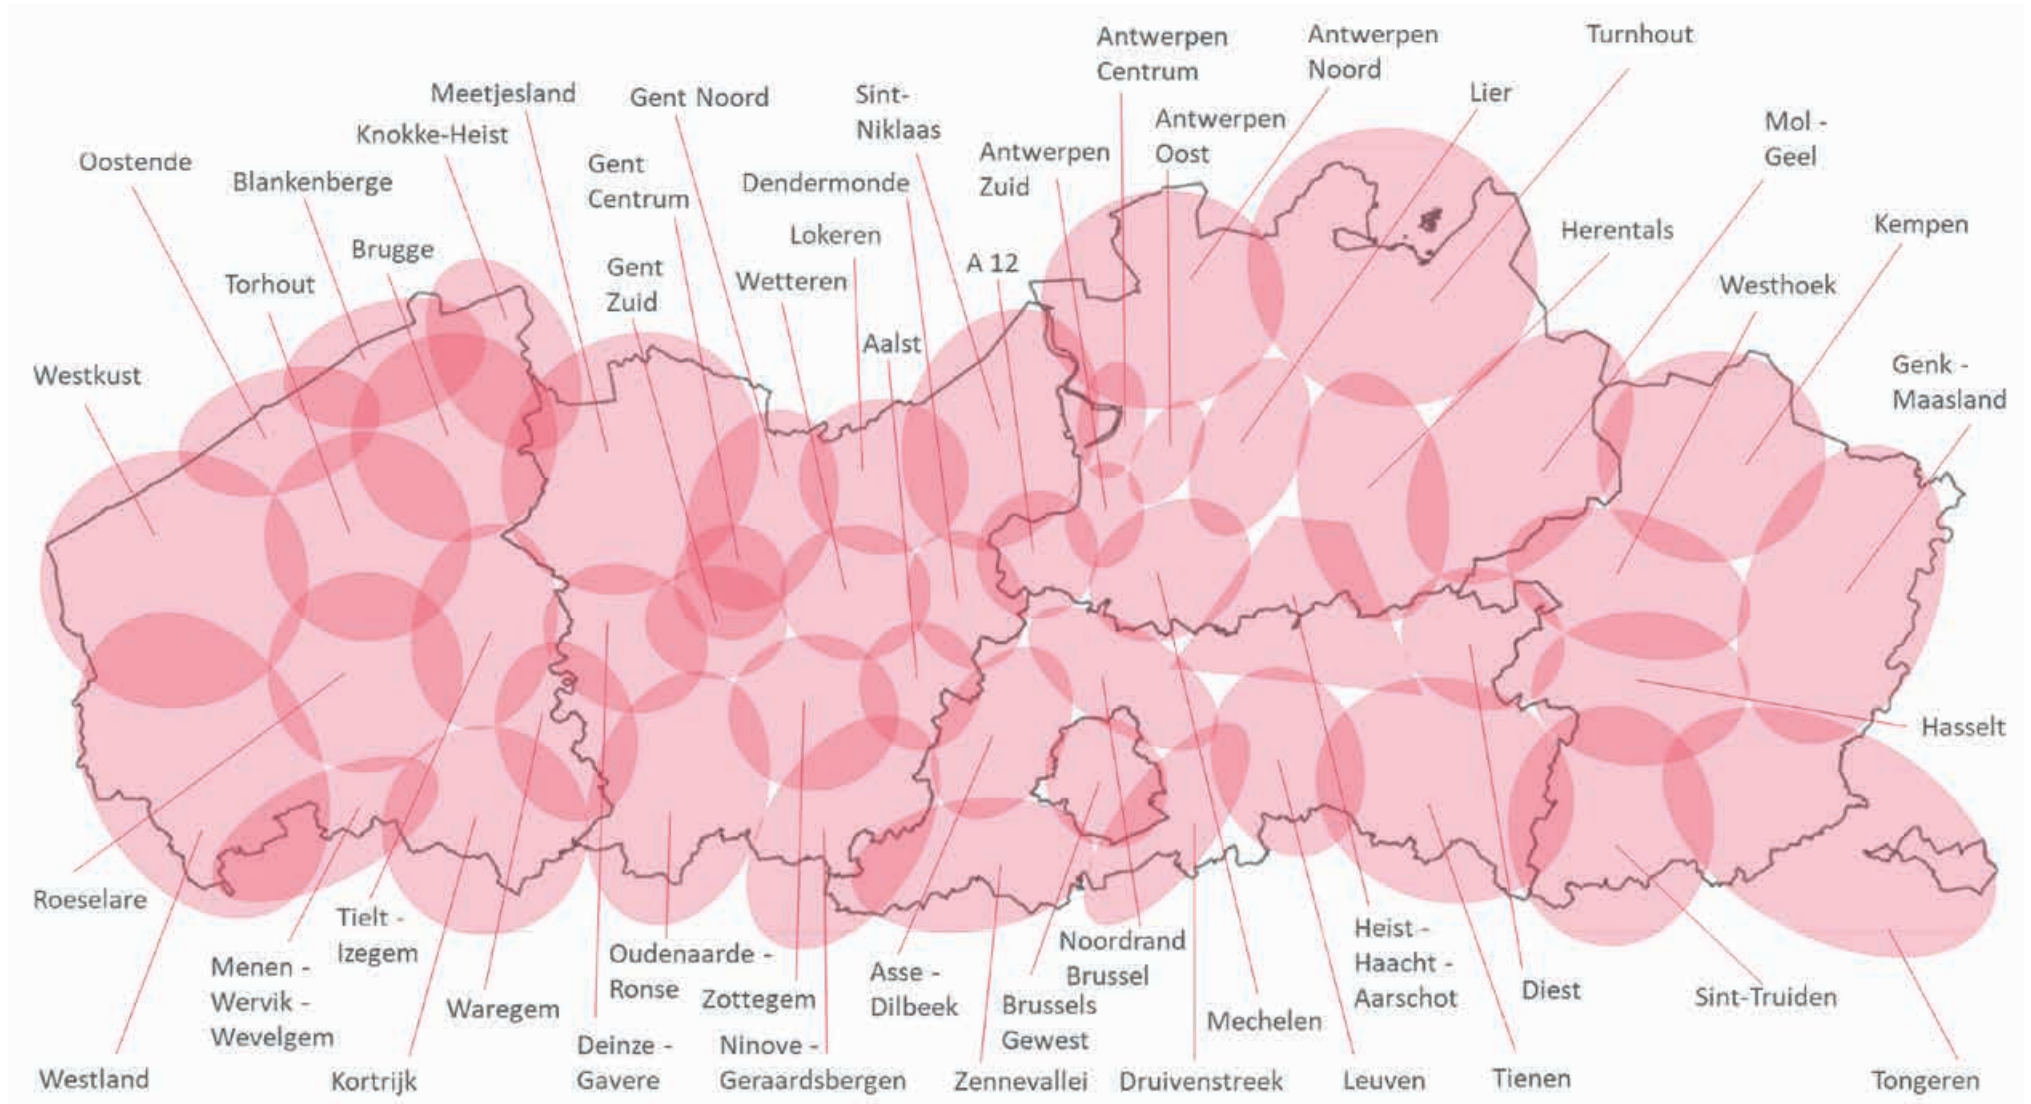 Antwerpen
Centrum
Antwerpen
Noord
Turnhout
Meetjesland
Gent Noord
Sint-
Niklaas
Lier
Knokke-Heist
Antwerpen
Oost
Mol -
Geel
Oostende
Blankenberge
Gent
Centrum
Dendermonde
Antwerpen
Zuid
Brugge
Lokeren
Herentals
Kempen
Torhout
Gent
Zuid
Wetteren
A 12
Westhoek
Westkust
Aalst
Genk -
Maasland
Hasselt
Roeselare
Tielt -
Izegem
Menen -
Wervik -
Wevelgem
Waregem
Oudenaarde -
Ronse
Zottegem
Asse -
Dilbeek
Noordrand
Brussel
Brussels
Gewest
Mechelen
Heist -
Haacht -
Aarschot
Diest
Sint-Truiden
Westland
Kortrijk
Deinze -
Gavere
Ninove -
Geraardsbergen
Zennevallei
Druivenstreek
Leuven
Tienen
Tongeren